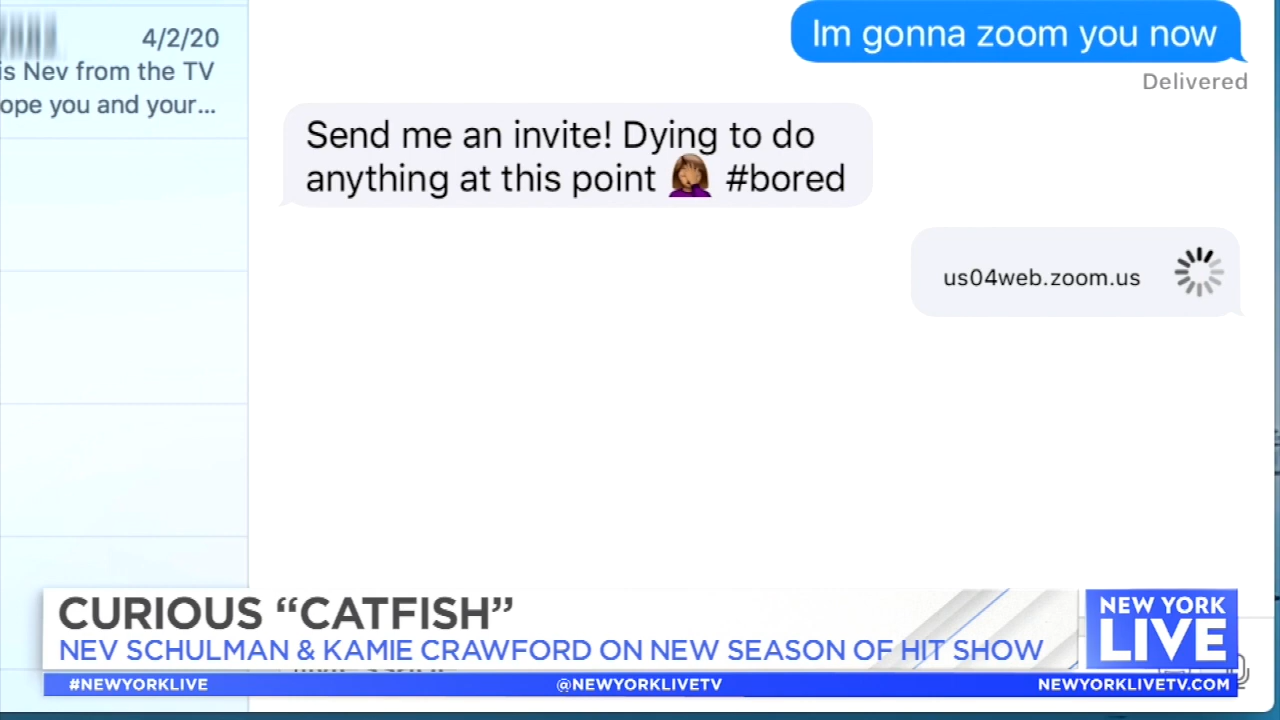 4/2/20
is Nev from the TV
ope you and your...
Im gonna zoom you now
Delivered
Send me an invite! Dying to do
anything at this point 🤦🏽‍♀️ #bored
us04web.zoom.us
CURIOUS “CATFISH”
NEV SCHULMAN & KAMIE CRAWFORD ON NEW SEASON OF HIT SHOW
NEW YORK
LIVE
#NEWYORKLIVE
@NEWYORKLIVETV
NEWYORKLIVETV.COM